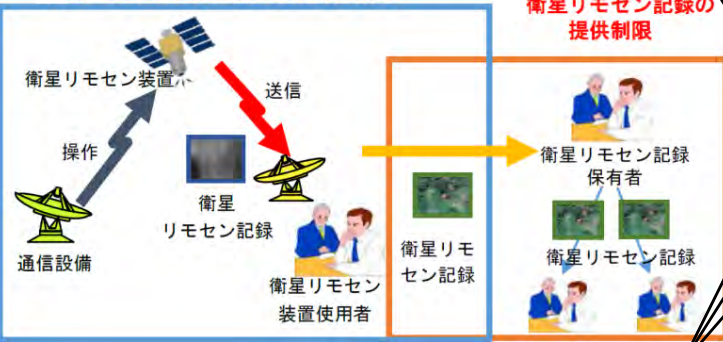 衛星リモセン記録の
提供制限
衛星リモセン装置
送信
操作
衛星
リモセン記録
通信設備
衛星リモセン
装置使用者
衛星リモ
セン記録
衛星リモセン記録
保有者
衛星リモセン記録